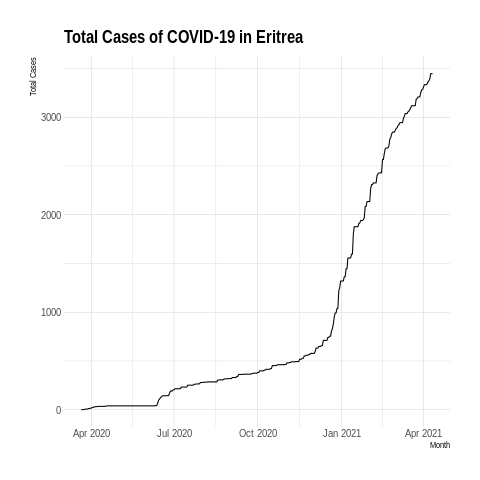 Total Cases of COVID-19 in Eritrea
Total Cases
3000
2000
1000
0
Apr 2020 Jul 2020 Oct 2020 Jan 2021 Apr 2021
Month